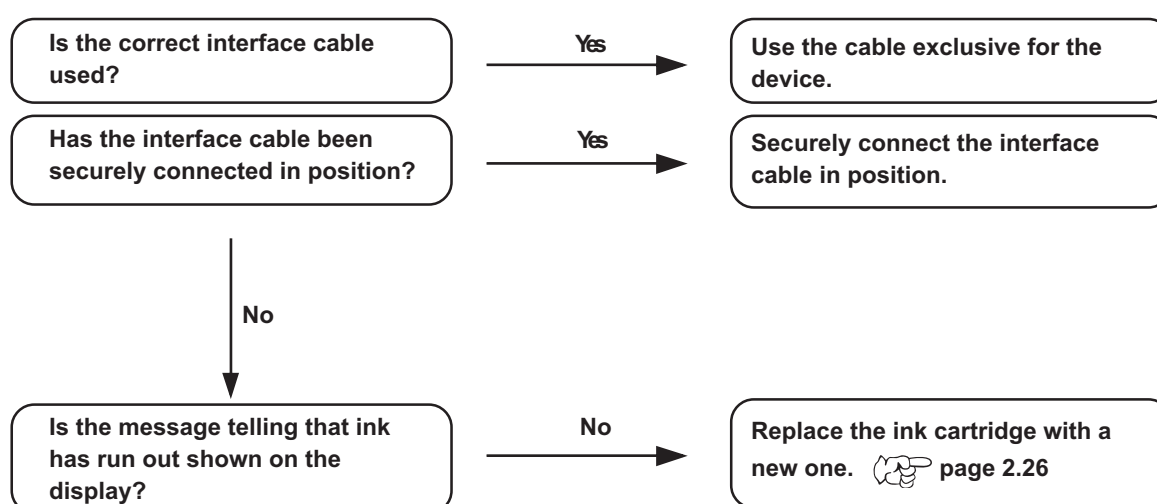 Is the correct interface cable
used?
Yes
Use the cable exclusive for the
device.
Has the interface cable been
securely connected in position?
Yes
Securely connect the interface
cable in position.
No
Is the message telling that ink
has run out shown on the
display?
No
Replace the ink cartridge with a
new one. page 2.26